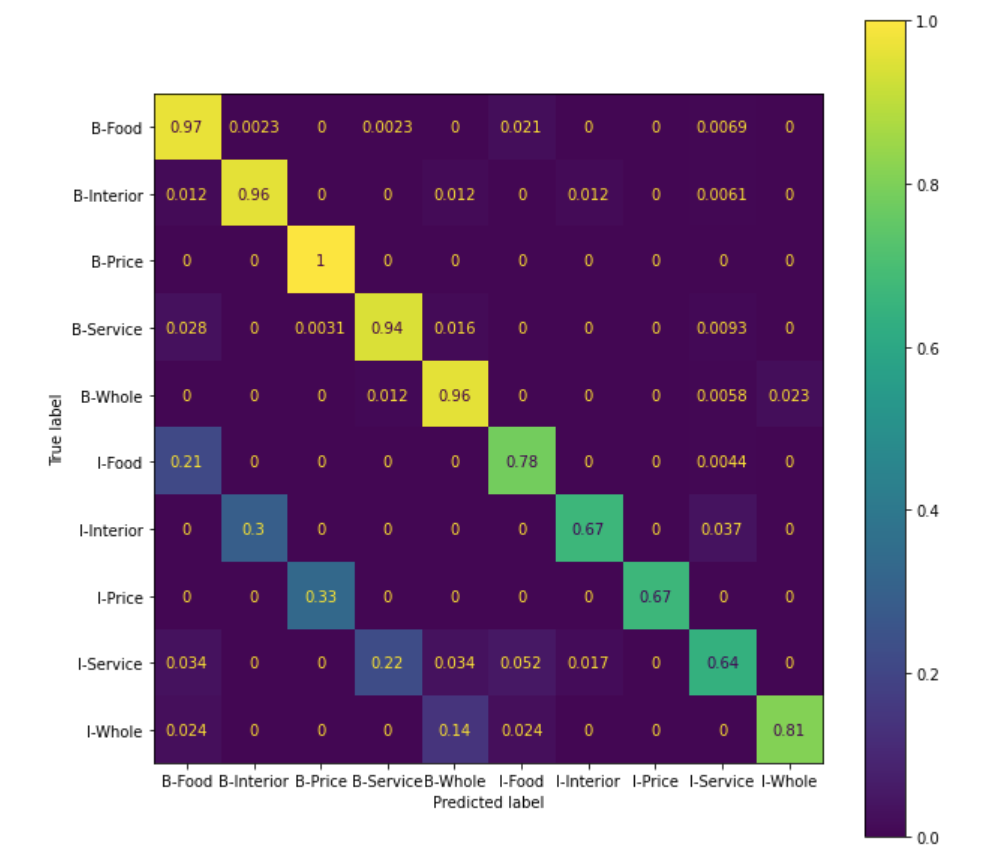 1.0
B-Food 0.97 0.0023 0 0.0023 0 0.021 0 0 0.0069 0
0.8
B-Interior 0.012 0.96 0 0 0.012 0 0.012 0 0.0061 0
B-Price 0 0 1 0 0 0 0 0 0 0
B-Service 0.028 0 0.0031 0.94 0.016 0 0 0 0.0093 0
0.6
B-Whole 0 0 0 0.012 0.96 0 0 0 0.0058 0.023
True label
I-Food 0.21 0 0 0 0 0.78 0 0 0.0044 0
0.4
I-Interior 0 0.3 0 0 0 0 0.67 0 0.037 0
I-Price 0 0 0.33 0 0 0 0 0.67 0 0
I-Service 0.034 0 0 0.22 0.034 0.052 0.017 0 0.64 0
0.2
I-Whole 0.024 0 0 0 0.14 0.024 0 0 0 0.81
B-Food B-Interior B-Price B-Service B-Whole I-Food I-Interior I-Price I-Service I-Whole
Predicted label
0.0